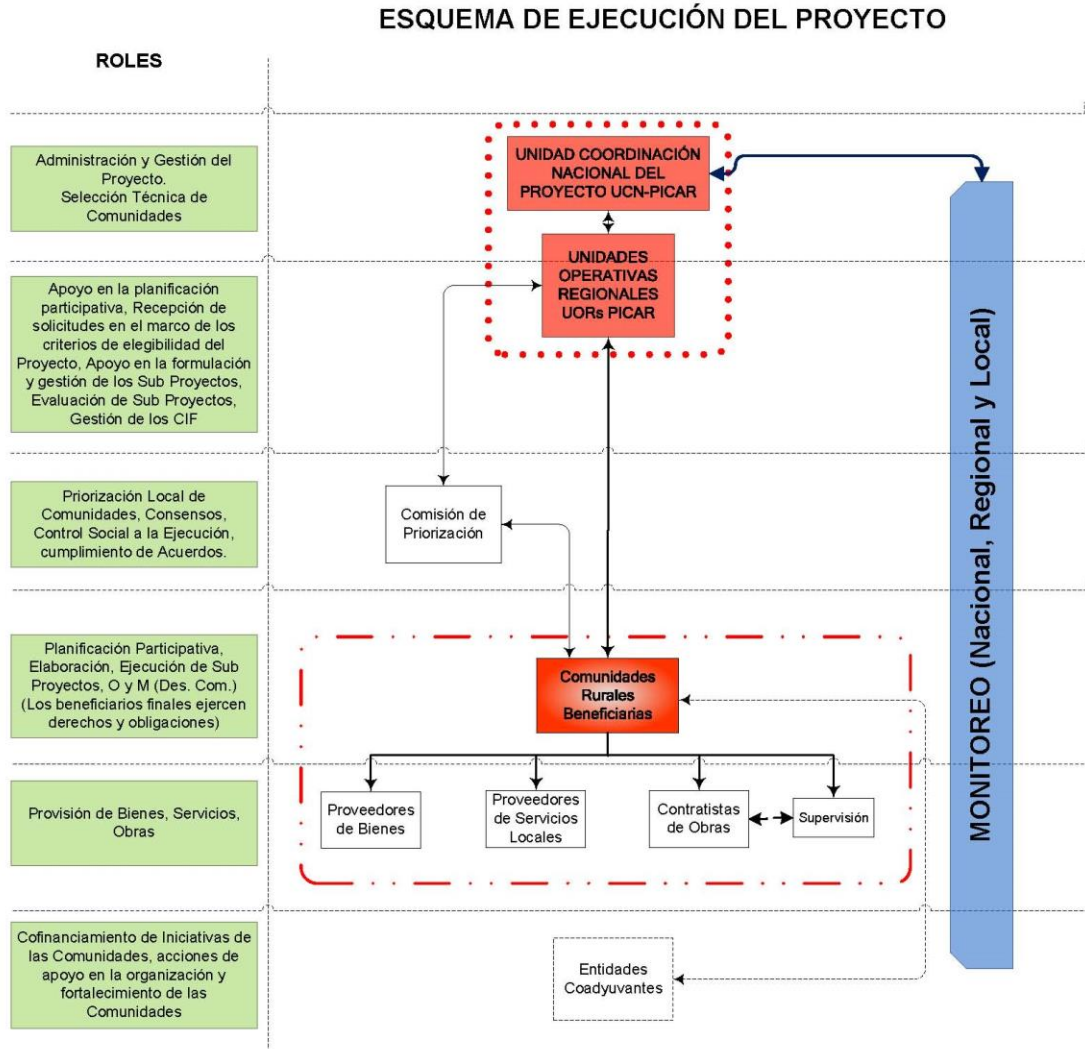 ESQUEMA DE EJECUCIÓN DEL PROYECTO
ROLES
Administración y Gestión del
Proyecto.
Selección Técnica de
Comunidades
UNIDAD COORDINACIÓN
NACIONAL DEL
PROYECTO UCN-PICAR
UNIDADES
OPERATIVAS
REGIONALES
UORs PICAR
Apoyo en la planificación
participativa, Recepción de
solicitudes en el marco de los
criterios de elegibilidad del
Proyecto, Apoyo en la formulación
y gestión de los Sub Proyectos,
Evaluación de Sub Proyectos,
Gestión de los CIF
Priorización Local de
Comunidades, Consensos,
Control Social a la Ejecución,
cumplimiento de Acuerdos.
Comisión de
Priorización
Planificación Participativa,
Elaboración, Ejecución de Sub
Proyectos, O y M (Des. Com.)
(Los beneficiarios finales ejercen
derechos y obligaciones)
Comunidades
Rurales
Beneficiarias
Provisión de Bienes, Servicios,
Obras
Proveedores
de Bienes
Proveedores
de Servicios
Locales
Contratistas
de Obras
Supervisión
Cofinanciamiento de Iniciativas de
las Comunidades, acciones de
apoyo en la organización y
fortalecimiento de las
Comunidades
Entidades
Coadyuvantes
MONITOREO (Nacional, Regional y Local)